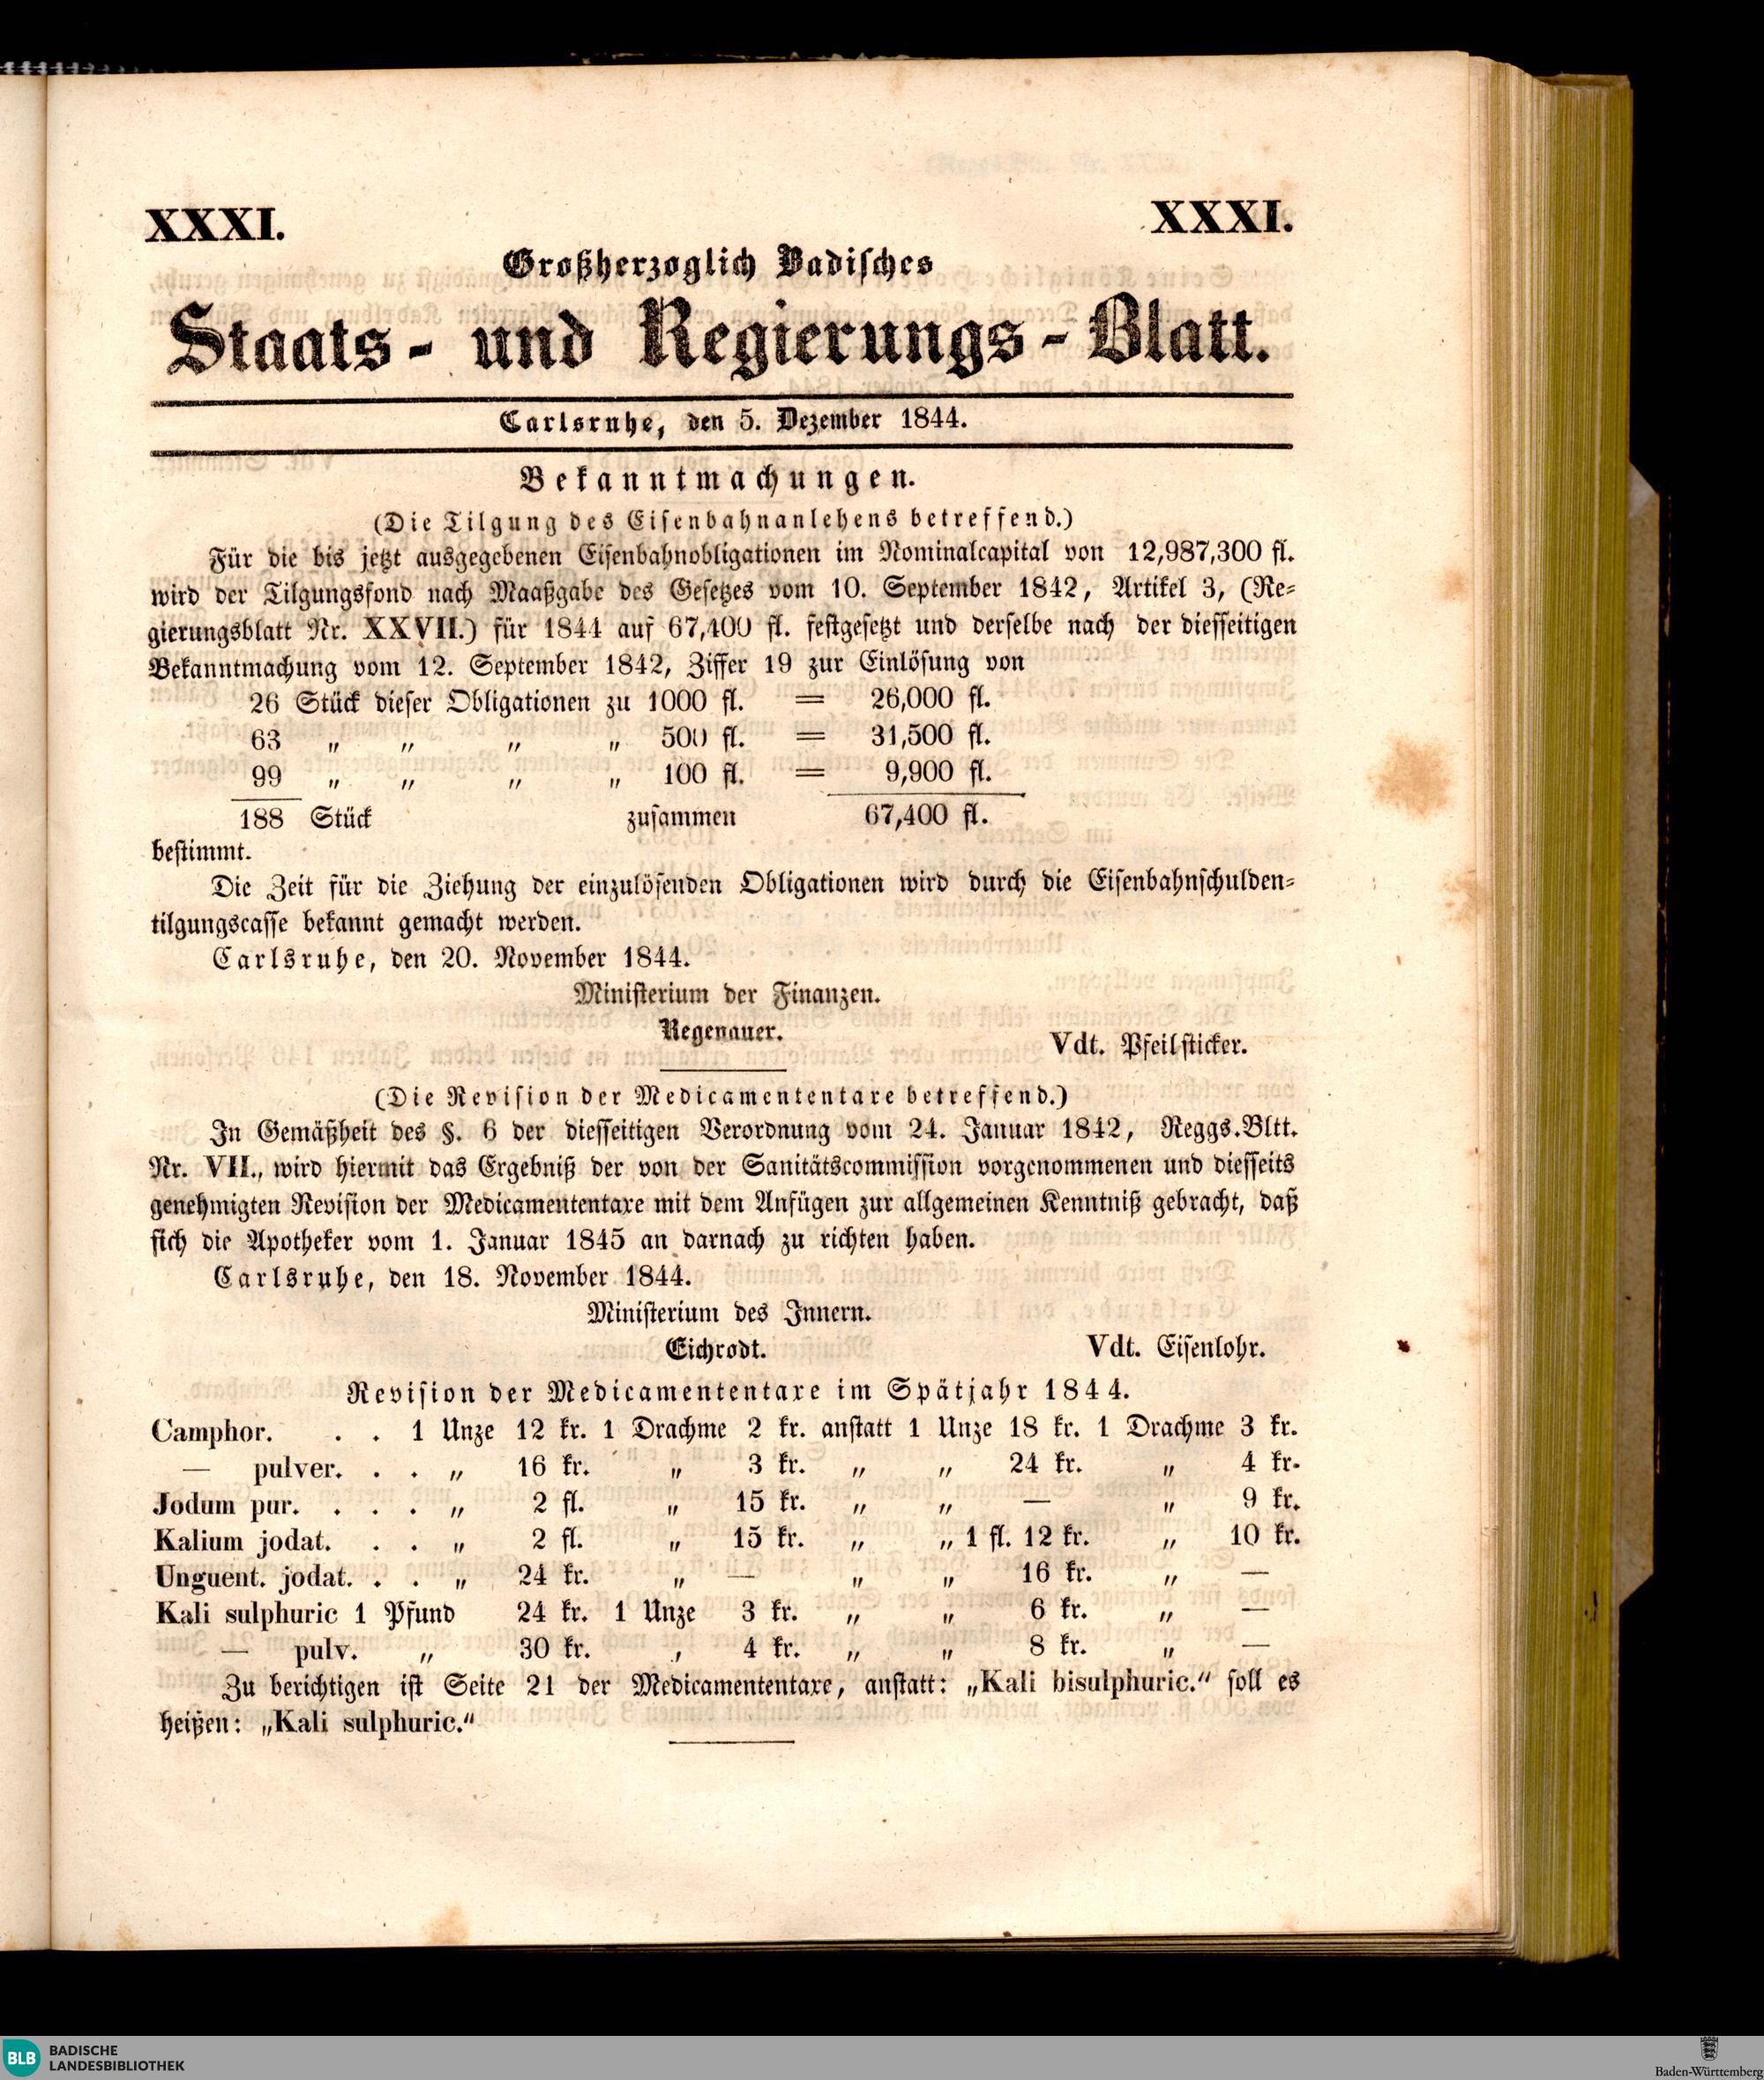 XXXI. XXXI.
Großherzoglich Badisches
Staats- und Regierungs-Blatt.
Carlsruhe, den 5. Dezember 1844.
Bekanntmachungen.
(Die Tilgung des Eisenbahnanlehens betreffend.)
Für die bis jetzt ausgegebenen Eisenbahnobligationen im Nominalcapital von 12,987,300 fl.
wird der Tilgungsfond nach Maaßgabe des Gesetzes vom 10. September 1842, Artikel 3, (Re-
gierungsblatt Nr. XXVII.) für 1844 auf 67,400 fl. festgesetzt und derselbe nach der diesseitigen
Bekanntmachung vom 12. September 1842, Ziffer 19 zur Einlösung von
26 Stück dieser Obligationen zu 1000 fl. = 26,000 fl.
63 „ „ „ „ 500 fl. = 31,500 fl.
99 „ „ „ „ 100 fl. = 9,900 fl.
188 Stück zusammen 67,400 fl.
bestimmt.
Die Zeit für die Ziehung der einzulösenden Obligationen wird durch die Eisenbahnschulden-
tilgungscasse bekannt gemacht werden.
Carlsruhe, den 20. November 1844.
Ministerium der Finanzen.
Regenauer.
Vdt. Pfeilsticker.
(Die Revision der Medicamententaxe betreffend.)
In Gemäßheit des §. 6 der diesseitigen Verordnung vom 24. Januar 1842, Reggs.Bltt.
Nr. VII., wird hiermit das Ergebniß der von der Sanitätscommission vorgenommenen und diesseits
genehmigten Revision der Medicamententaxe mit dem Anfügen zur allgemeinen Kenntniß gebracht, daß
sich die Apotheker vom 1. Januar 1845 an darnach zu richten haben.
Carlsruhe, den 18. November 1844.
Ministerium des Innern.
Eichrodt. Vdt. Eisenlohr.
Revision der Medicamententaxe im Spätjahr 1844.
Camphor. . . 1 Unze 12 kr. 1 Drachme 2 kr. anstatt 1 Unze 18 kr. 1 Drachme 3 kr.
— pulver. . . „ 16 kr. „ 3 kr. „ „ 24 kr. „ 4 kr.
Jodum pur. . . . „ 2 fl. „ 15 kr. „ „ — „ 9 kr.
Kalium jodat. . . „ 2 fl. „ 15 kr. „ „ 1 fl. 12 kr. „ 10 kr.
Unguent. jodat. . . „ 24 kr. „ — „ „ 16 kr. „ —
Kali sulphuric 1 Pfund 24 kr. 1 Unze 3 kr. „ „ 6 kr. „ —
— pulv. „ 30 kr. „ 4 kr. „ „ 8 kr. „ —
Zu berichtigen ist Seite 21 der Medicamententaxe, anstatt: „Kali bisulphuric.“ soll es
heißen: „Kali sulphuric.“
BLB BADISCHE
LANDESBIBLIOTHEK
Baden-Württemberg